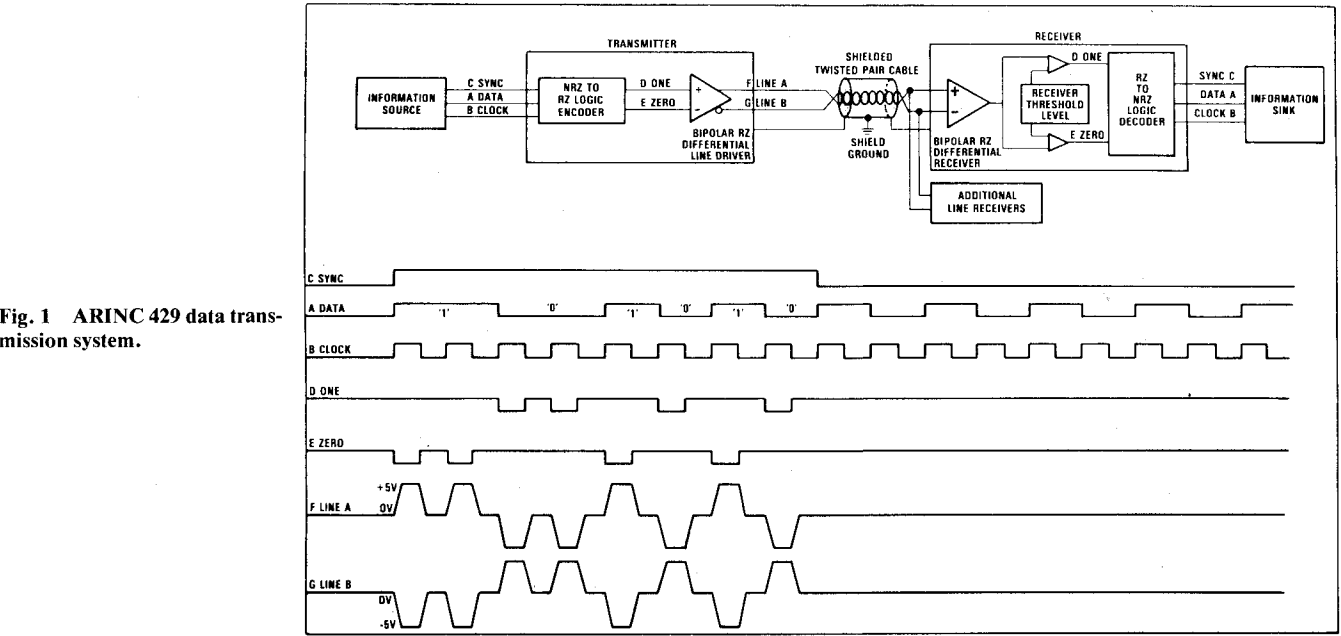 Fig. 1 ARINC 429 data trans-
mission system.
TRANSMITTER
RECEIVER
INFORMATION
SOURCE
C SYNC
A DATA
B CLOCK
NRZ TO
RZ LOGIC
ENCODER
D ONE
E ZERO
+
-
BIPOLAR RZ
DIFFERENTIAL
LINE DRIVER
F LINE A
G LINE B
SHIELDED
TWISTED PAIR CABLE
SHIELD
GROUND
+
-
BIPOLAR RZ
DIFFERENTIAL
RECEIVER
D ONE
RECEIVER
THRESHOLD
LEVEL
E ZERO
RZ
TO
NRZ
LOGIC
DECODER
SYNC C
DATA A
CLOCK B
INFORMATION
SINK
ADDITIONAL
LINE RECEIVERS
C SYNC
A DATA '1' '0' '1' '0' '1' '0'
B CLOCK
D ONE
E ZERO
+5V
F LINE A 0V
G LINE B
0V
-5V